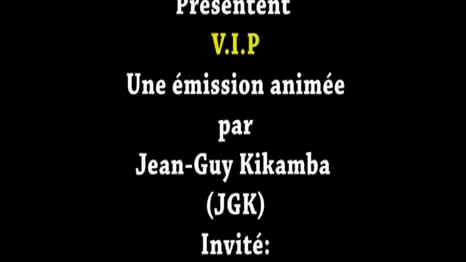 Présentent
V.I.P
Une émission animée
par
Jean-Guy Kikamba
(JGK)
Invité: